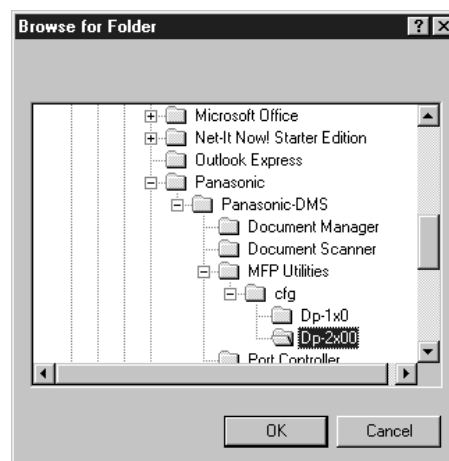 Browse for Folder
Microsoft Office
Net-It Now! Starter Edition
Outlook Express
Panasonic
Panasonic-DMS
Document Manager
Document Scanner
MFP Utilities
cfg
Dp-1x0
Dp-2x00
Port Controller
OK Cancel